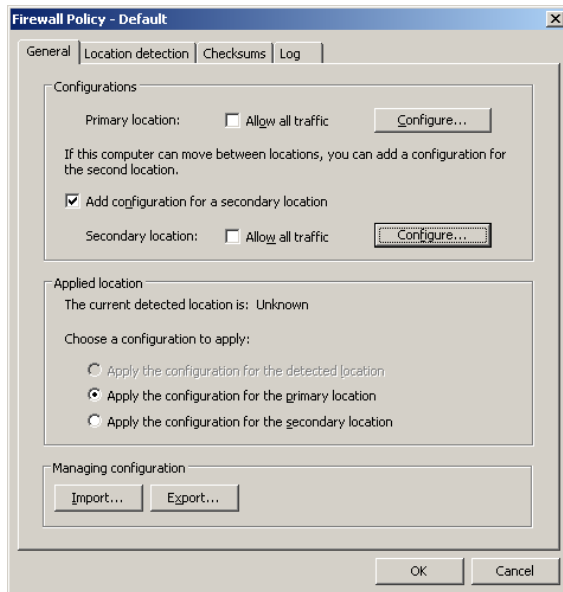 Firewall Policy - Default
General Location detection Checksums Log
Configurations
Primary location: Allow all traffic Configure...
If this computer can move between locations, you can add a configuration for
the second location.
Add configuration for a secondary location
Secondary location: Allow all traffic Configure...
Applied location
The current detected location is: Unknown
Choose a configuration to apply:
Apply the configuration for the detected location
Apply the configuration for the primary location
Apply the configuration for the secondary location
Managing configuration
Import... Export...
OK Cancel